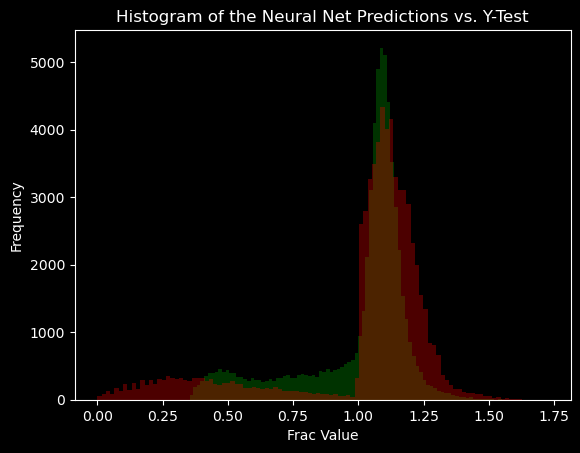 Histogram of the Neural Net Predictions vs. Y-Test
Frequency
5000
4000
3000
2000
1000
0
0.00 0.25 0.50 0.75 1.00 1.25 1.50 1.75
Frac Value